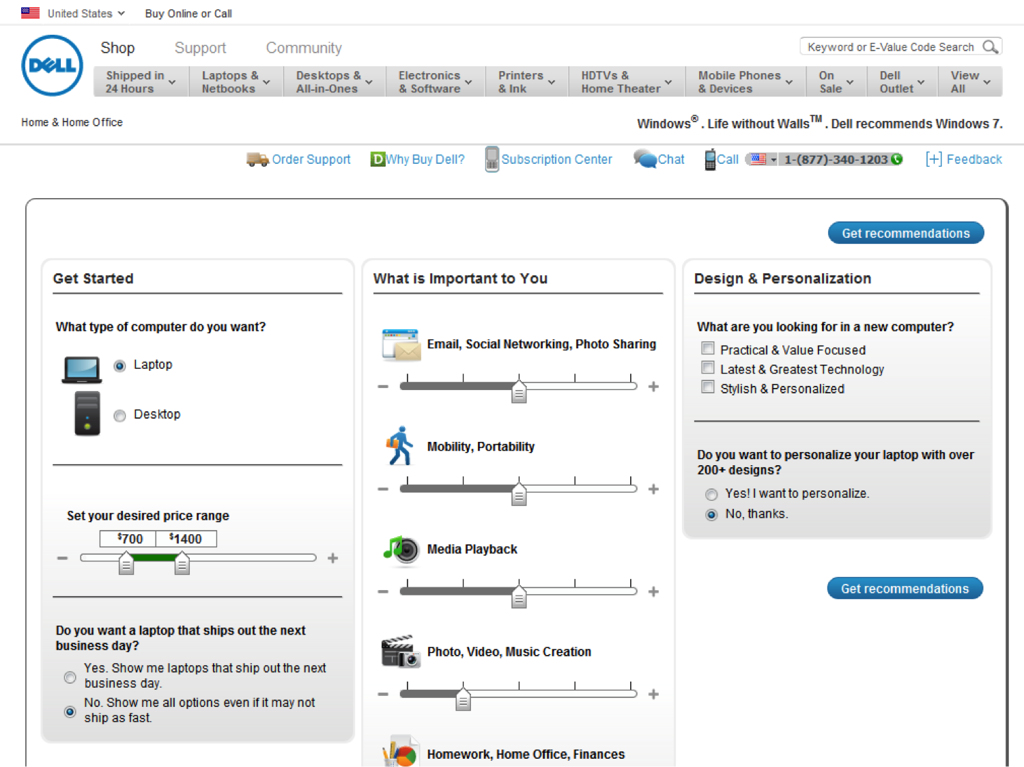 United States
Buy Online or Call
DELL
Shop
Support
Community
Keyword or E-Value Code Search
Shipped in
24 Hours
Laptops &
Netbooks
Desktops &
All-in-Ones
Electronics
& Software
Printers
& Ink
HDTVs &
Home Theater
Mobile Phones
& Devices
On
Sale
Dell
Outlet
View
All
Home & Home Office
Windows® . Life without Walls™ . Dell recommends Windows 7.
Order Support
D Why Buy Dell?
Subscription Center
Chat
Call
1-(877)-340-1203
[+] Feedback
Get recommendations
Get Started
What type of computer do you want?
Laptop
Desktop
Set your desired price range
$700
$1400
Do you want a laptop that ships out the next
business day?
Yes. Show me laptops that ship out the next
business day.
No. Show me all options even if it may not
ship as fast.
What is Important to You
Email, Social Networking, Photo Sharing
Mobility, Portability
Media Playback
Photo, Video, Music Creation
Homework, Home Office, Finances
Design & Personalization
What are you looking for in a new computer?
Practical & Value Focused
Latest & Greatest Technology
Stylish & Personalized
Do you want to personalize your laptop with over
200+ designs?
Yes! I want to personalize.
No, thanks.
Get recommendations